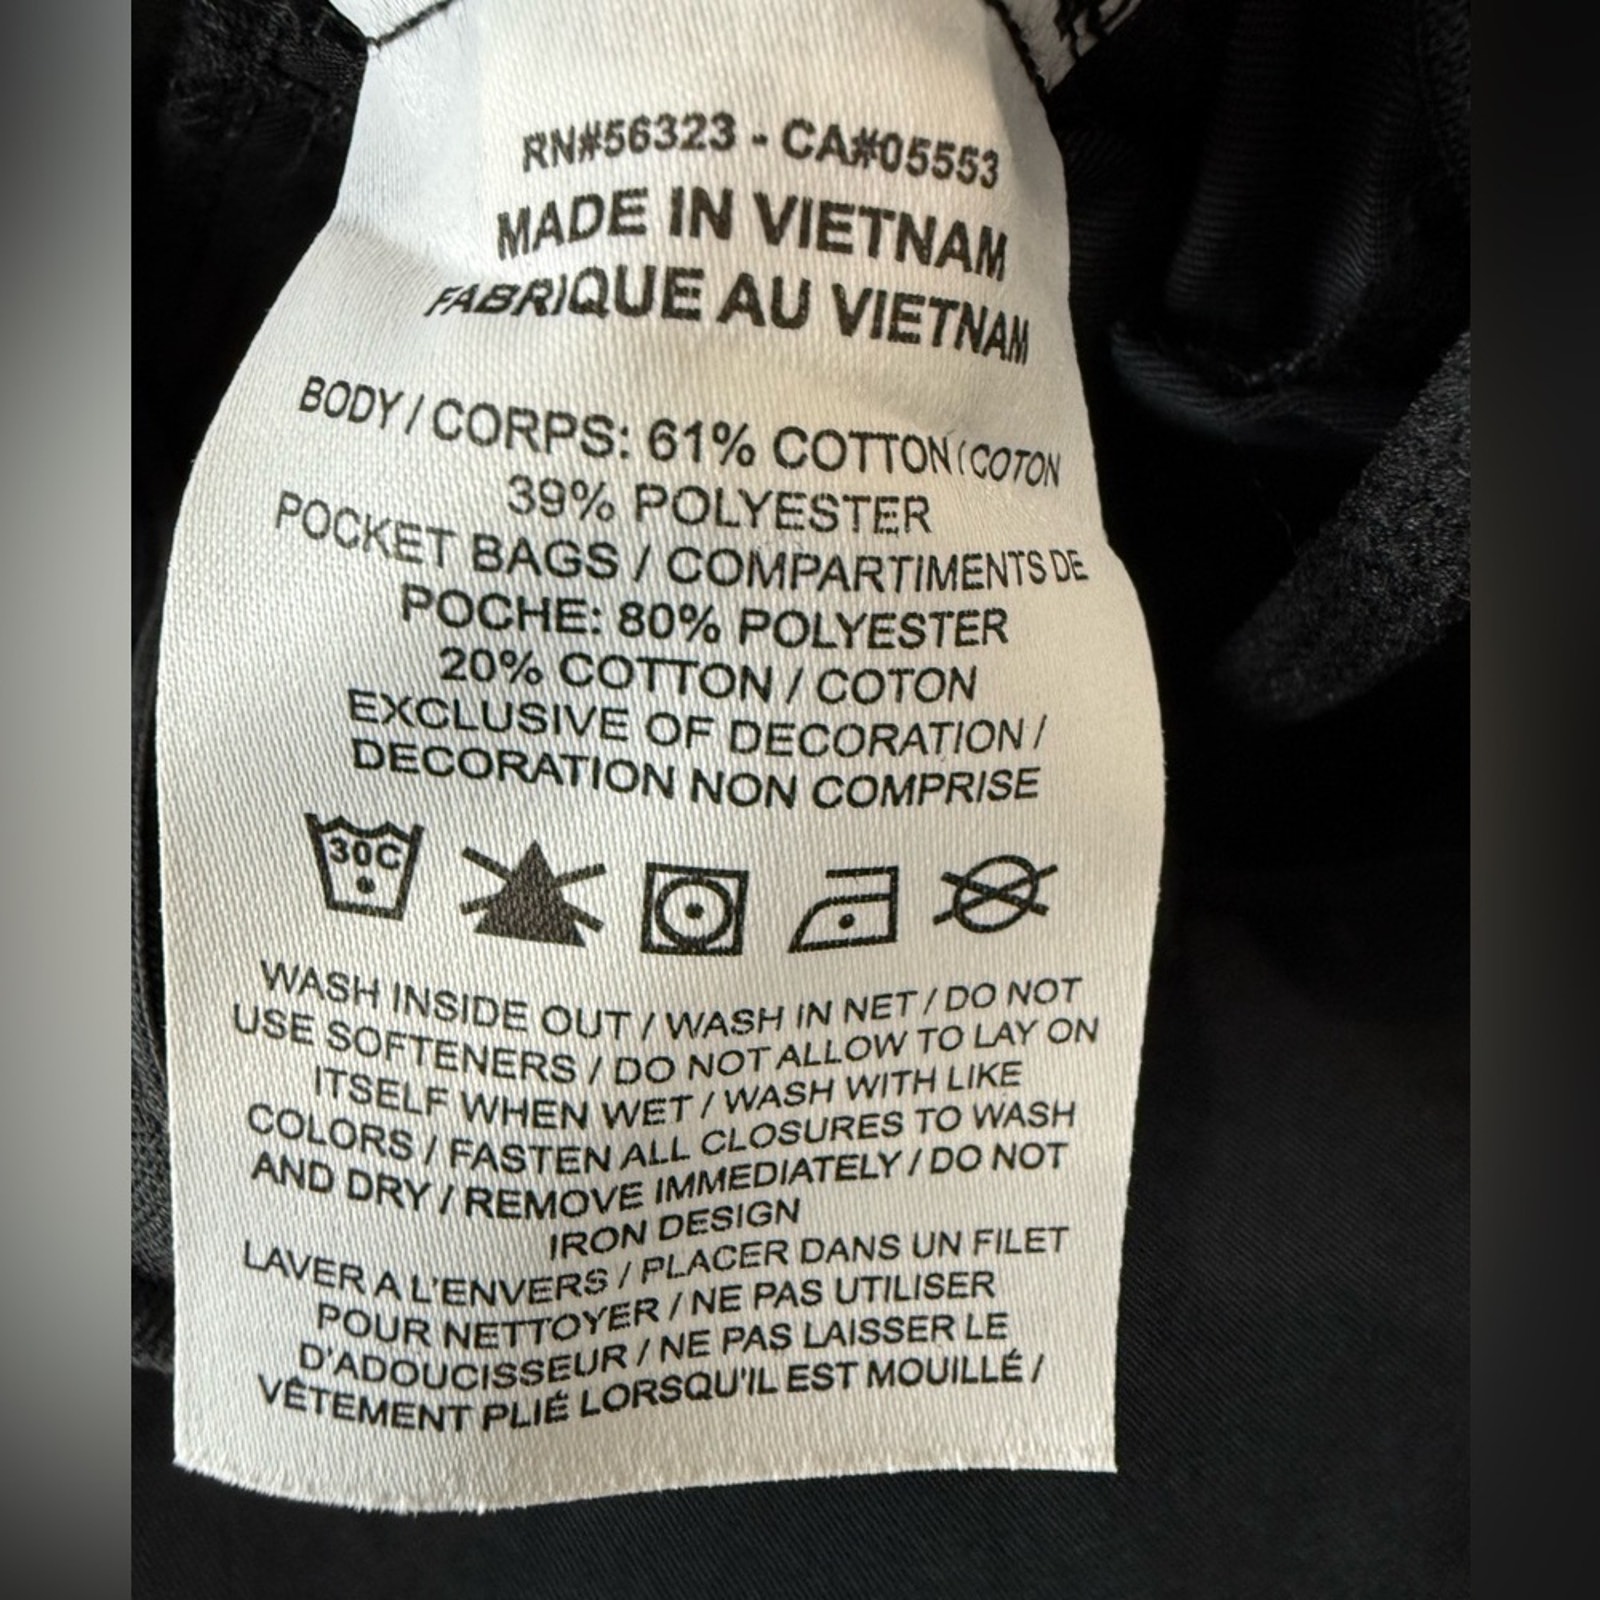 RN#56323 - CA#05553
MADE IN VIETNAM
FABRIQUE AU VIETNAM
BODY / CORPS: 61% COTTON / COTON
39% POLYESTER
POCKET BAGS / COMPARTIMENTS DE
POCHE: 80% POLYESTER
20% COTTON / COTON
EXCLUSIVE OF DECORATION /
DECORATION NON COMPRISE
30C
WASH INSIDE OUT / WASH IN NET / DO NOT
USE SOFTENERS / DO NOT ALLOW TO LAY ON
ITSELF WHEN WET / WASH WITH LIKE
COLORS / FASTEN ALL CLOSURES TO WASH
AND DRY / REMOVE IMMEDIATELY / DO NOT
IRON DESIGN
LAVER A L'ENVERS / PLACER DANS UN FILET
POUR NETTOYER / NE PAS UTILISER
D'ADOUCISSEUR / NE PAS LAISSER LE
VÊTEMENT PLIÉ LORSQU'IL EST MOUILLÉ /